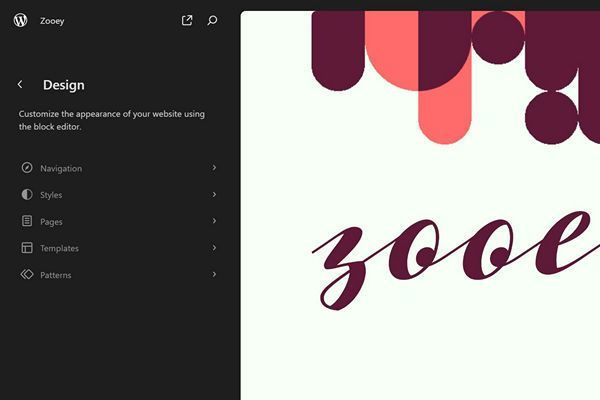 Zooey
Design
Customize the appearance of your website using
the block editor.
Navigation
Styles
Pages
Templates
Patterns
zooe